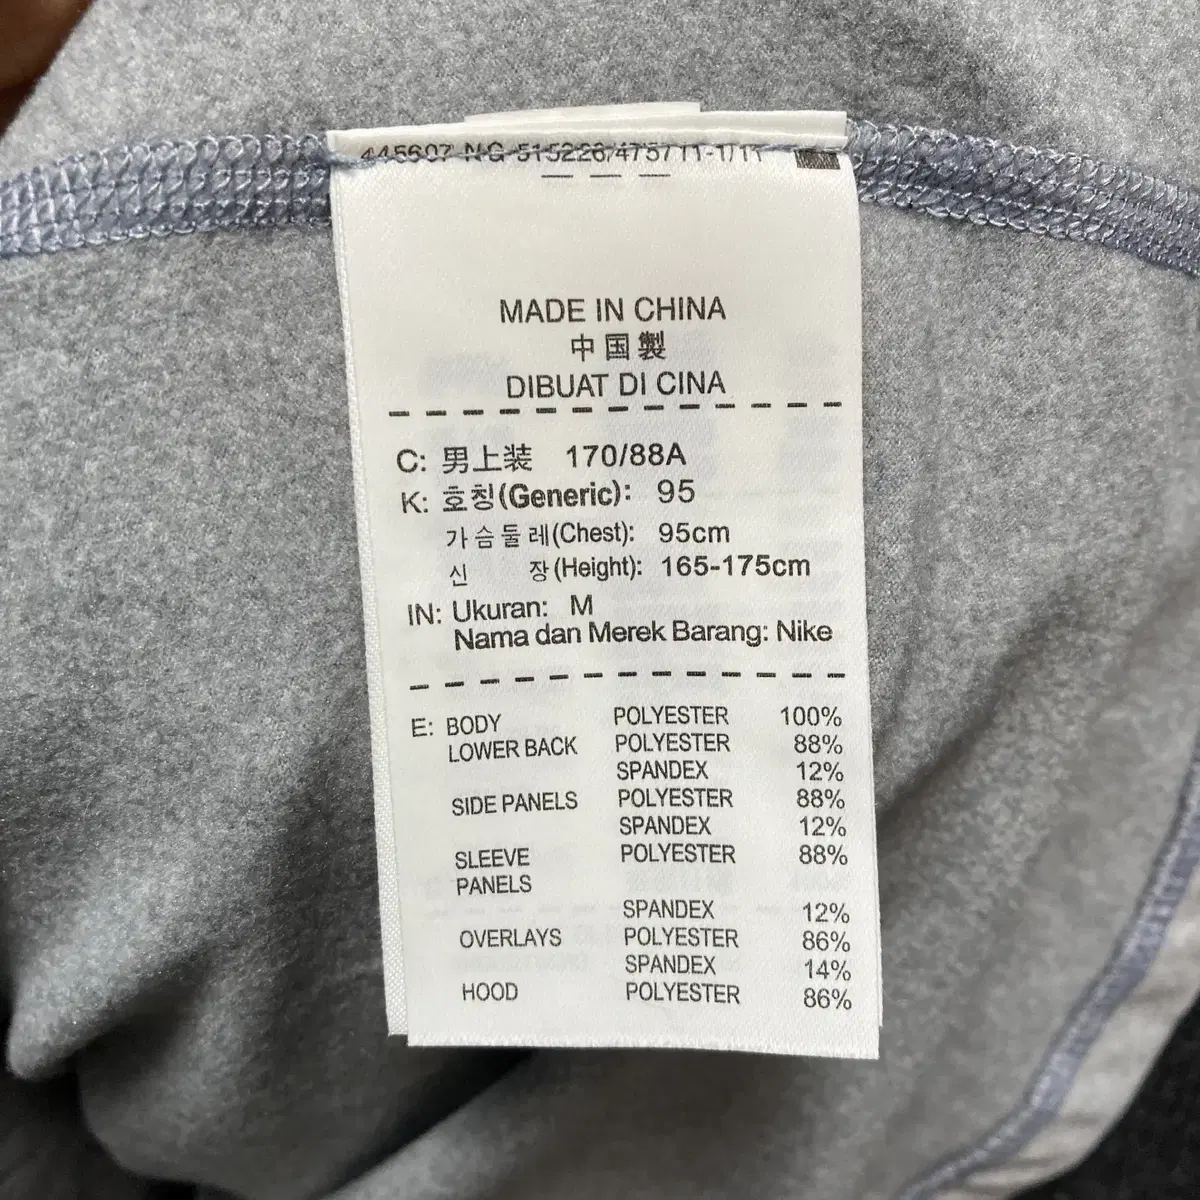 445607 N-G-515226/475711-1/11
MADE IN CHINA
中国製
DIBUAT DI CINA
C: 男上装 170/88A
K: 호칭(Generic): 95
가슴둘레(Chest): 95cm
신 장(Height): 165-175cm
IN: Ukuran: M
Nama dan Merek Barang: Nike
E: BODY POLYESTER 100%
LOWER BACK POLYESTER 88%
SPANDEX 12%
SIDE PANELS POLYESTER 88%
SPANDEX 12%
SLEEVE POLYESTER 88%
PANELS
SPANDEX 12%
OVERLAYS POLYESTER 86%
SPANDEX 14%
HOOD POLYESTER 86%